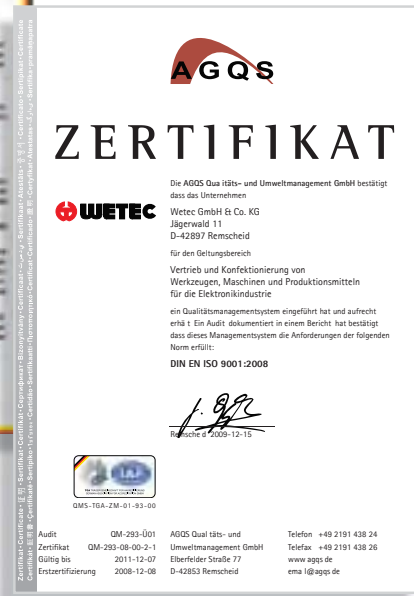 AGQS
ZERTIFIKAT
Die AGQS Qua itäts- und Umweltmanagement GmbH bestätigt
dass das Unternehmen
WETEC
Wetec GmbH & Co. KG
Jägerwald 11
D-42897 Remscheid
für den Geltungsbereich
Vertrieb und Konfektionierung von
Werkzeugen, Maschinen und Produktionsmitteln
für die Elektronikindustrie
ein Qualitätsmanagementsystem eingeführt hat und aufrecht
erhä t Ein Audit dokumentiert in einem Bericht hat bestätigt
dass dieses Managementsystem die Anforderungen der folgenden
Norm erfüllt:
DIN EN ISO 9001:2008
Remsche d 2009-12-15
QMS-TGA-ZM-01-93-00
Audit QM-293-Ü01
Zertifikat QM-293-08-00-2-1
Gültig bis 2011-12-07
Erstzertifizierung 2008-12-08
AGQS Qual täts- und
Umweltmanagement GmbH
Elberfelder Straße 77
D-42853 Remscheid
Telefon +49 2191 438 24
Telefax +49 2191 438 26
www agqs de
ema l@agqs de